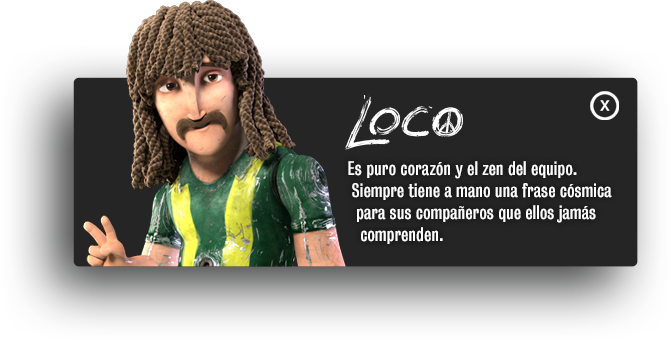 LOCO
X
Es puro corazón y el zen del equipo.
Siempre tiene a mano una frase cósmica
para sus compañeros que ellos jamás
comprenden.